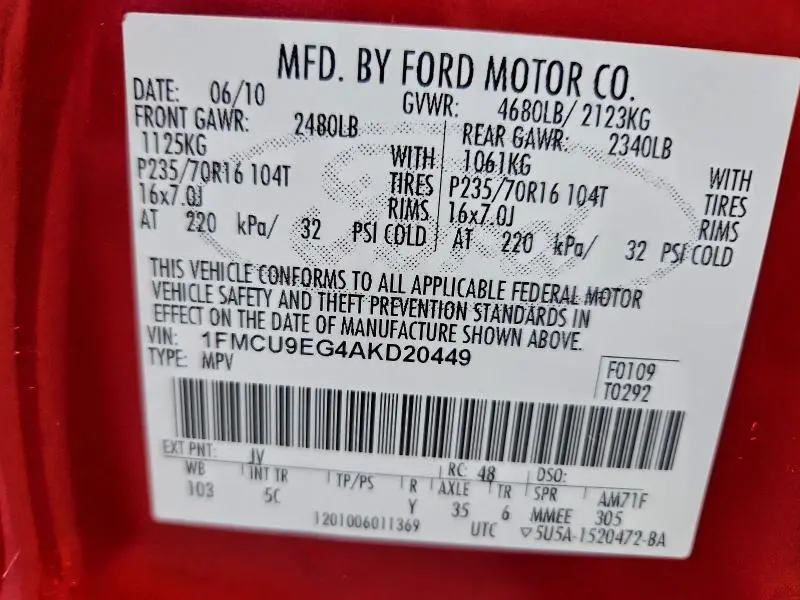 MFD. BY FORD MOTOR CO.
DATE: 06/10 GVWR: 4680LB/ 2123KG
FRONT GAWR: 2480LB REAR GAWR: 2340LB
1125KG WITH 1061KG WITH
P235/70R16 104T TIRES P235/70R16 104T TIRES
16x7.0J RIMS 16x7.0J RIMS
AT 220 kPa/ 32 PSI COLD AT 220 kPa/ 32 PSI COLD
THIS VEHICLE CONFORMS TO ALL APPLICABLE FEDERAL MOTOR
VEHICLE SAFETY AND THEFT PREVENTION STANDARDS IN
EFFECT ON THE DATE OF MANUFACTURE SHOWN ABOVE.
VIN: 1FMCU9EG4AKD20449
TYPE: MPV
F0109
T0292
EXT PNT: JV RC: 48 DSO:
WB INT TR TP/PS R AXLE TR SPR AM71F
103 5C Y 35 6 MMEE 305
1201006011369 UTC ▽5U5A-1520472-BA